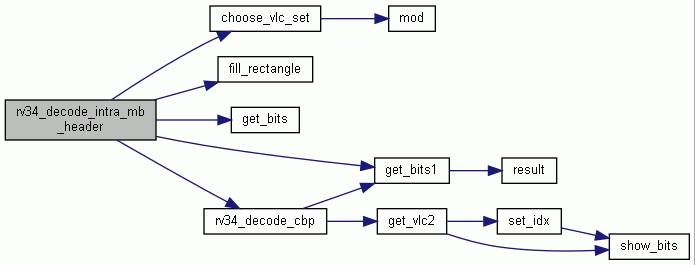 choose_vlc_set
mod
fill_rectangle
rv34_decode_intra_mb
_header
get_bits
get_bits1
result
rv34_decode_cbp
get_vlc2
set_idx
show_bits